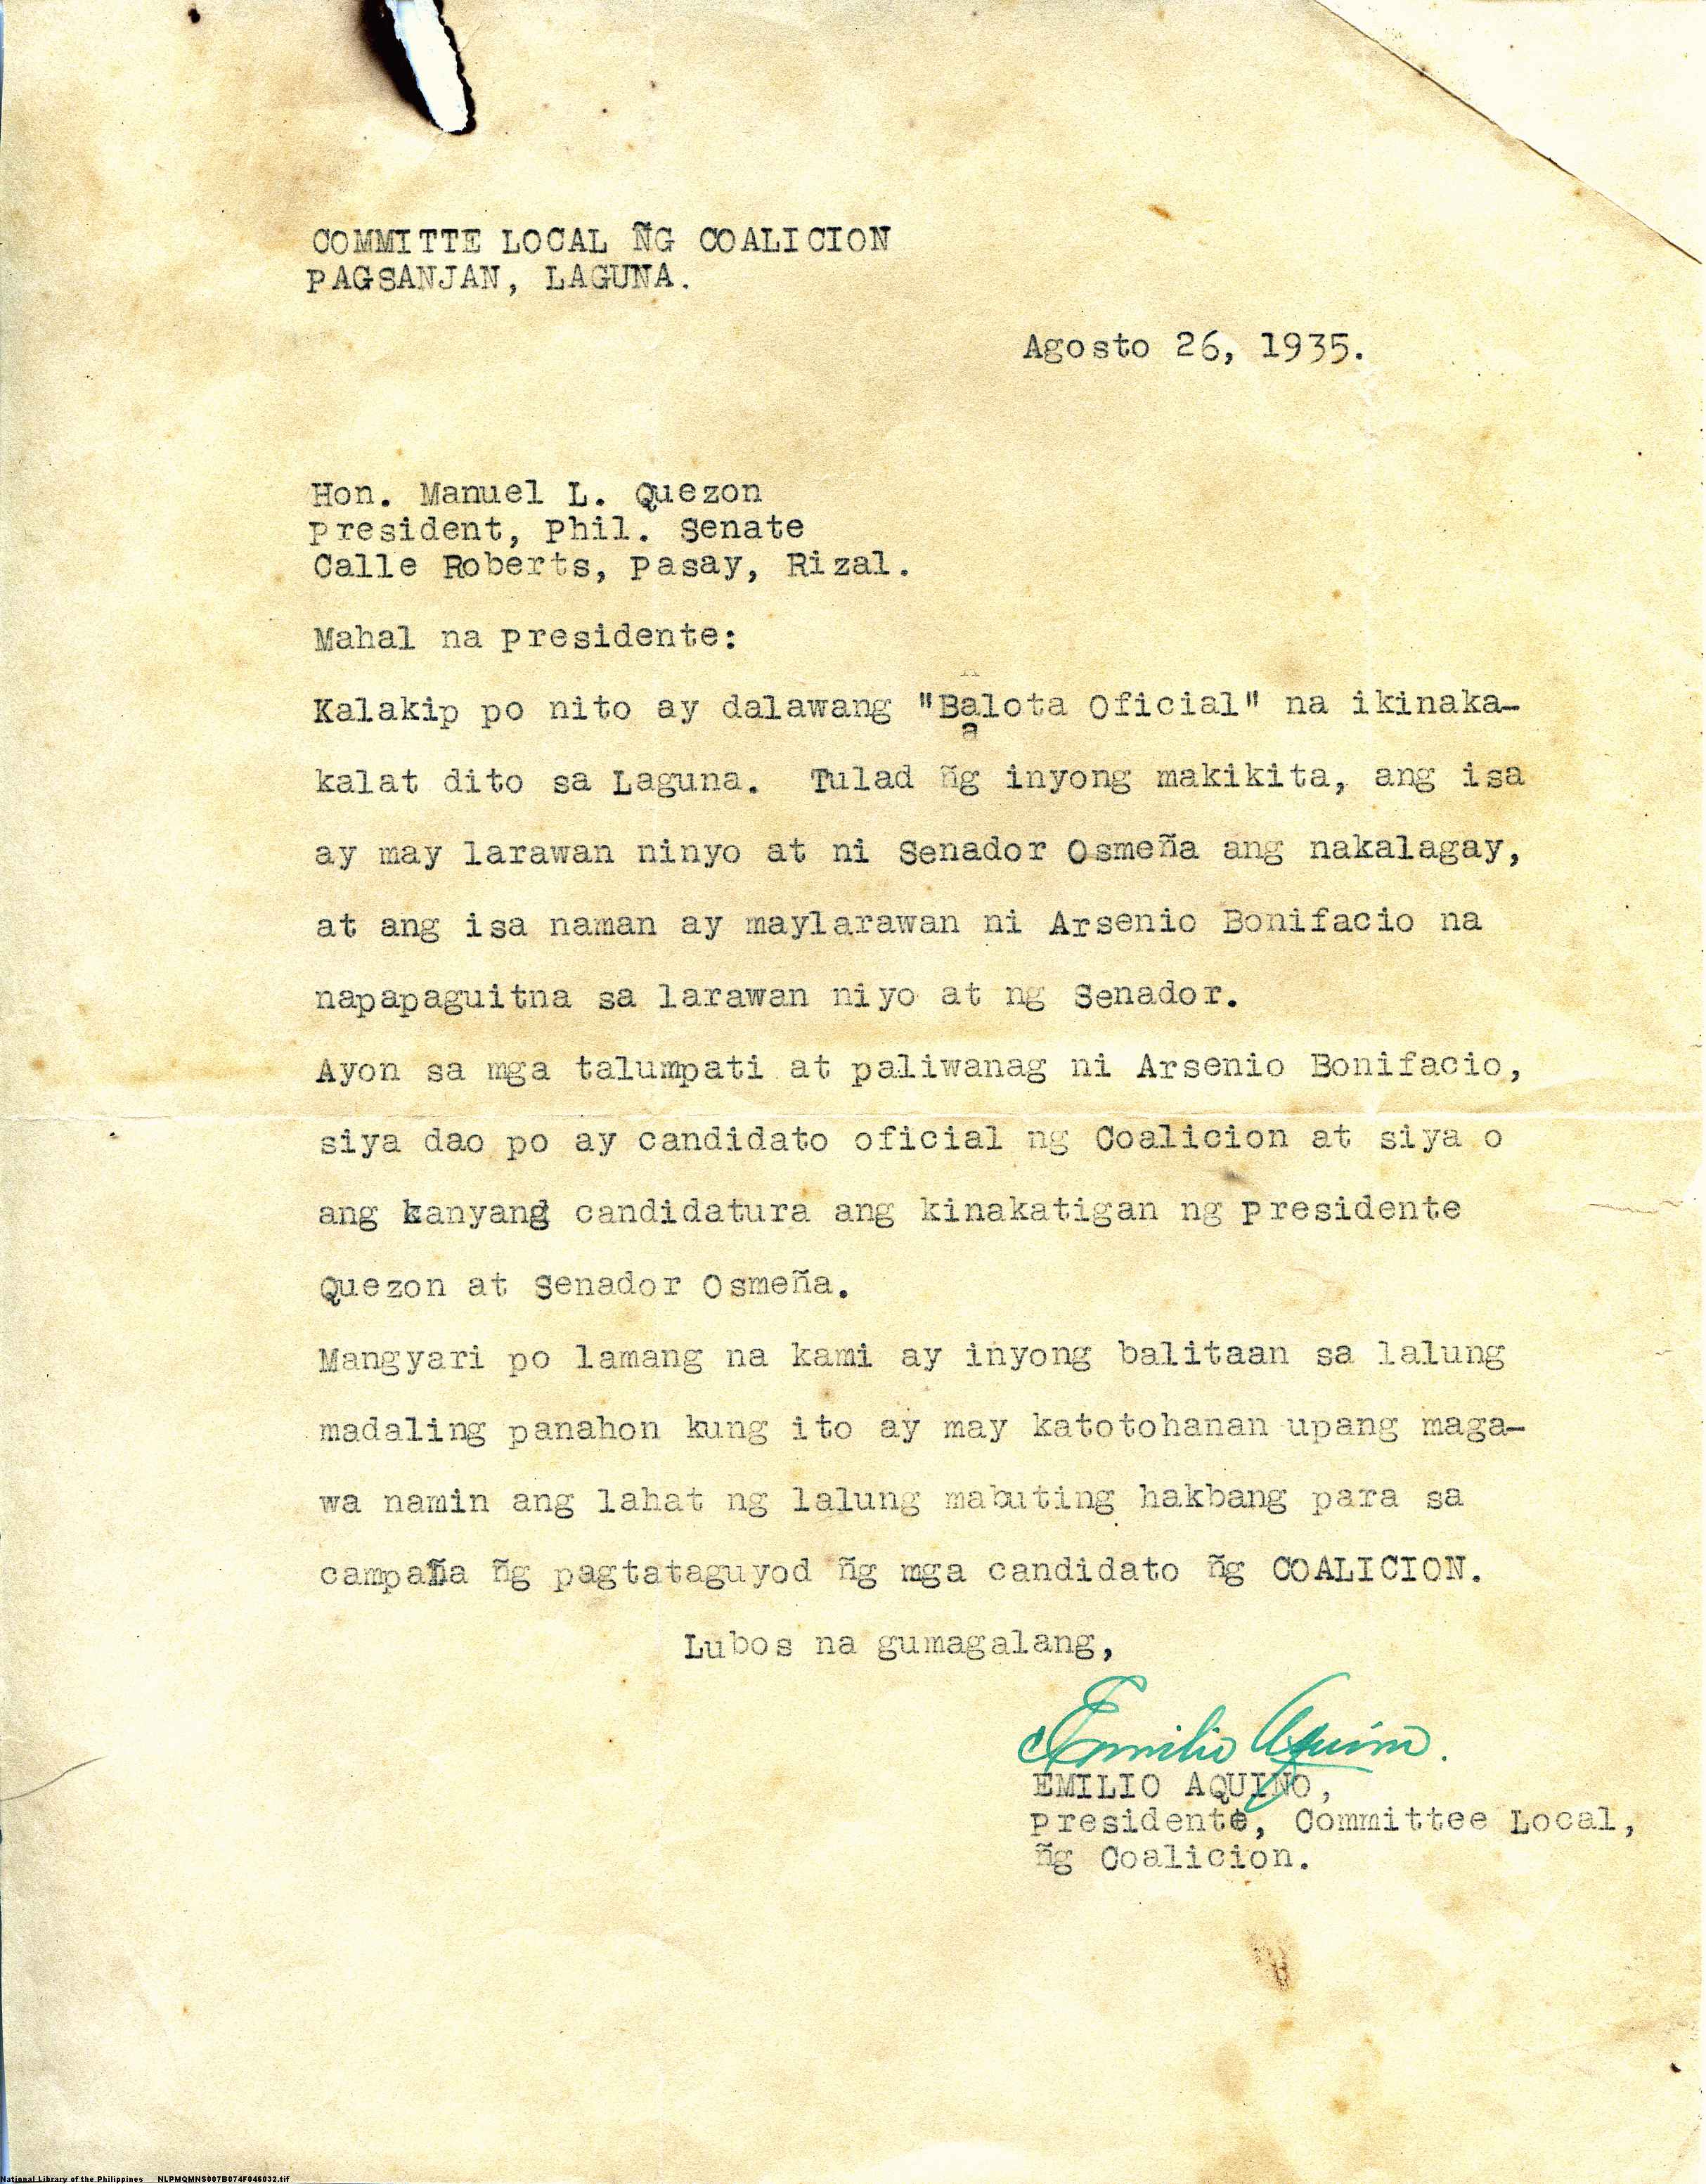 COMMITTE LOCAL ÑG COALICION
PAGSANJAN, LAGUNA.
Agosto 26, 1935.
Hon. Manuel L. Quezon
President, Phil. Senate
Calle Roberts, Pasay, Rizal.
Mahal na Presidente:
Kalakip po nito ay dalawang "Balota Oficial" na ikinaka-
kalat dito sa Laguna. Tulad ñg inyong makikita, ang isa
ay may larawan ninyo at ni Senador Osmeña ang nakalagay,
at ang isa naman ay maylarawan ni Arsenio Bonifacio na
napapaguitna sa larawan niyo at ng Senador.
Ayon sa mga talumpati at paliwanag ni Arsenio Bonifacio,
siya dao po ay candidato oficial ng Coalicion at siya o
ang kanyang candidatura ang kinakatigan ng Presidente
Quezon at Senador Osmeña.
Mangyari po lamang na kami ay inyong balitaan sa lalung
madaling panahon kung ito ay may katotohanan upang maga-
wa namin ang lahat ng lalung mabuting hakbang para sa
campaña ñg pagtataguyod ñg mga candidato ñg COALICION.
Lubos na gumagalang,
Emilio Aquino.
EMILIO AQUINO,
Presidente, Committee Local,
ñg Coalicion.
National Library of the Philippines NLPMQMNS007B074F046032.tif